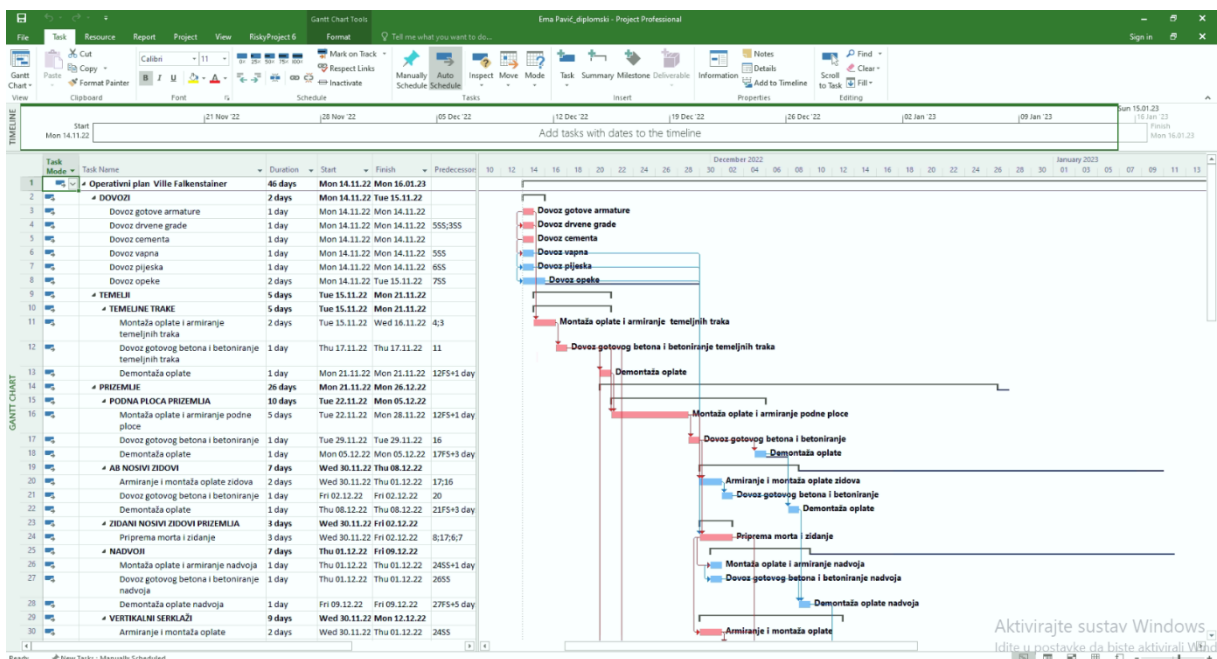 Gantt Chart Tools
Ema Pavić_diplomski - Project Professional
File Task Resource Report Project View RiskyProject 6 Format Tell me what you want to do... Sign in
Gantt Chart
Paste
Cut
Copy
Format Painter
Calibri 11
B I U A
Mark on Track
Respect Links
Inactivate
Manually Schedule
Auto Schedule
Inspect Move Mode
Task Summary Milestone Deliverable
Information
Notes
Details
Add to Timeline
Scroll to Task
Find
Clear
Fill
View Clipboard Font Schedule Tasks Insert Properties Editing
TIMELINE
Sun 15.01.23
21 Nov '22 28 Nov '22 05 Dec '22 12 Dec '22 19 Dec '22 26 Dec '22 02 Jan '23 09 Jan '23 16 Jan '23
Start
Mon 14.11.22
Add tasks with dates to the timeline
Finish
Mon 16.01.23
GANTT CHART
December 2022 January 2023
Task Mode Task Name Duration Start Finish Predecessor
10 12 14 16 18 20 22 24 26 28 30 02 04 06 08 10 12 14 16 18 20 22 24 26 28 30 01 03 05 07 09 11 13
1 Operativni plan Ville Falkenstainer 46 days Mon 14.11.22 Mon 16.01.23
2 DOVOZI 2 days Mon 14.11.22 Tue 15.11.22
3 Dovoz gotove armature 1 day Mon 14.11.22 Mon 14.11.22
4 Dovoz drvene grade 1 day Mon 14.11.22 Mon 14.11.22 5SS;3SS
5 Dovoz cementa 1 day Mon 14.11.22 Mon 14.11.22
6 Dovoz vapna 1 day Mon 14.11.22 Mon 14.11.22 5SS
7 Dovoz pijeska 1 day Mon 14.11.22 Mon 14.11.22 6SS
8 Dovoz opeke 2 days Mon 14.11.22 Tue 15.11.22 7SS
9 TEMELJI 5 days Tue 15.11.22 Mon 21.11.22
10 TEMELJNE TRAKE 5 days Tue 15.11.22 Mon 21.11.22
11 Montaža oplate i armiranje temeljnih traka 2 days Tue 15.11.22 Wed 16.11.22 4;3
12 Dovoz gotovog betona i betoniranje temeljnih traka 1 day Thu 17.11.22 Thu 17.11.22 11
13 Demontaža oplate 1 day Mon 21.11.22 Mon 21.11.22 12FS+1 day
14 PRIZEMLJE 26 days Mon 21.11.22 Mon 26.12.22
15 PODNA PLOCA PRIZEMLJA 10 days Tue 22.11.22 Mon 05.12.22
16 Montaža oplate i armiranje podne ploce 5 days Tue 22.11.22 Mon 28.11.22 12FS+1 day
17 Dovoz gotovog betona i betoniranje 1 day Tue 29.11.22 Tue 29.11.22 16
18 Demontaža oplate 1 day Mon 05.12.22 Mon 05.12.22 17FS+3 day
19 AB NOSIVI ZIDOVI 7 days Wed 30.11.22 Thu 08.12.22
20 Armiranje i montaža oplate zidova 2 days Wed 30.11.22 Thu 01.12.22 17;16
21 Dovoz gotovog betona i betoniranje 1 day Fri 02.12.22 Fri 02.12.22 20
22 Demontaža oplate 1 day Thu 08.12.22 Thu 08.12.22 21FS+3 day
23 ZIDANI NOSIVI ZIDOVI PRIZEMLJA 3 days Wed 30.11.22 Fri 02.12.22
24 Priprema morta i zidanje 3 days Wed 30.11.22 Fri 02.12.22 8;17;6;7
25 NADVOJI 7 days Thu 01.12.22 Fri 09.12.22
26 Montaža oplate i armiranje nadvoja 1 day Thu 01.12.22 Thu 01.12.22 24SS+1 day
27 Dovoz gotovog betona i betoniranje nadvoja 1 day Thu 01.12.22 Thu 01.12.22 26SS
28 Demontaža oplate nadvoja 1 day Fri 09.12.22 Fri 09.12.22 27FS+5 day
29 VERTIKALNI SERKLAŽI 9 days Wed 30.11.22 Mon 12.12.22
30 Armiranje i montaža oplate 2 days Wed 30.11.22 Thu 01.12.22 24SS
Dovoz gotove armature
Dovoz drvene grade
Dovoz cementa
Dovoz vapna
Dovoz pijeska
Dovoz opeke
Montaža oplate i armiranje temeljnih traka
Dovoz gotovog betona i betoniranje temeljnih traka
Demontaža oplate
Montaža oplate i armiranje podne ploce
Dovoz gotovog betona i betoniranje
Demontaža oplate
Armiranje i montaža oplate zidova
Dovoz gotovog betona i betoniranje
Demontaža oplate
Priprema morta i zidanje
Montaža oplate i armiranje nadvoja
Dovoz gotovog betona i betoniranje nadvoja
Demontaža oplate nadvoja
Armiranje i montaža oplate
Aktivirajte sustav Windows
Idite u postavke da biste aktivirali Wind
Ready New Tasks : Manually Scheduled